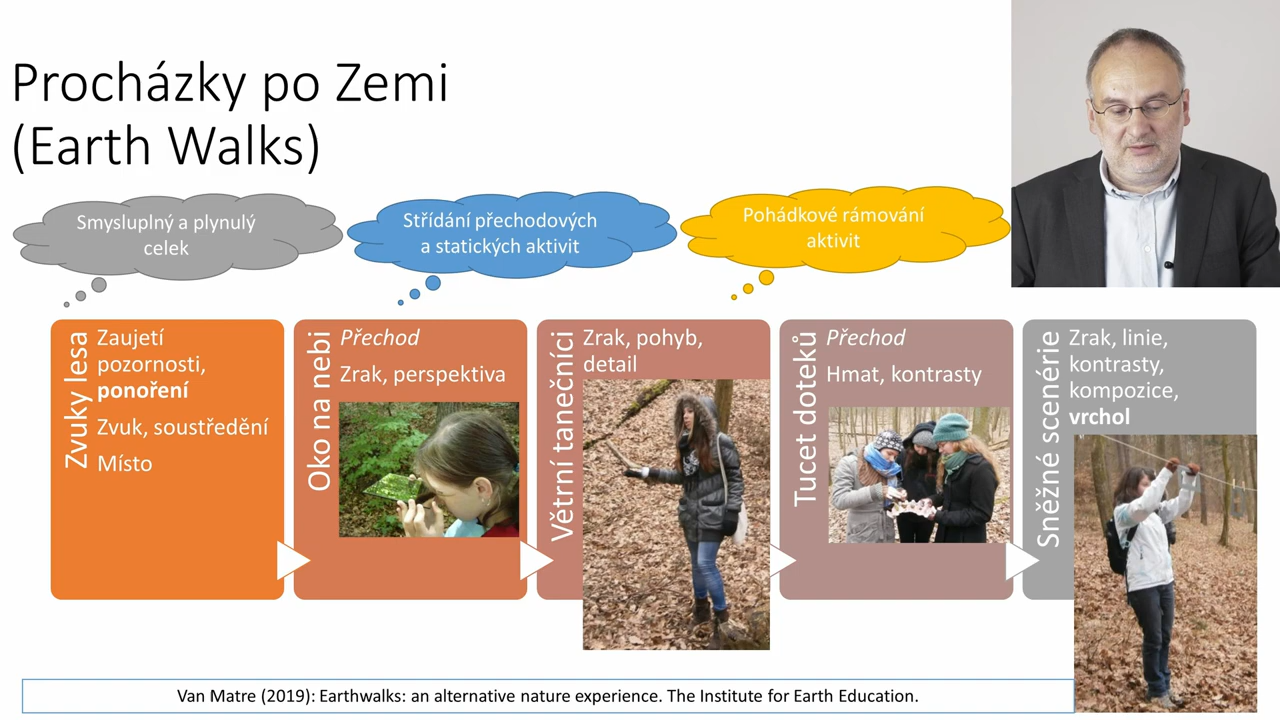 Procházky po Zemi
(Earth Walks)
Smysluplný a plynulý
celek
Střídání přechodových
a statických aktivit
Pohádkové rámování
aktivit
Zvuky lesa
Zaujetí
pozornosti,
ponoření
Zvuk, soustředění
Místo
Oko na nebi
Přechod
Zrak, perspektiva
Větrní tanečníci
Zrak, pohyb,
detail
Tucet doteků
Přechod
Hmat, kontrasty
Sněžné scenérie
Zrak, linie,
kontrasty,
kompozice,
vrchol
Van Matre (2019): Earthwalks: an alternative nature experience. The Institute for Earth Education.